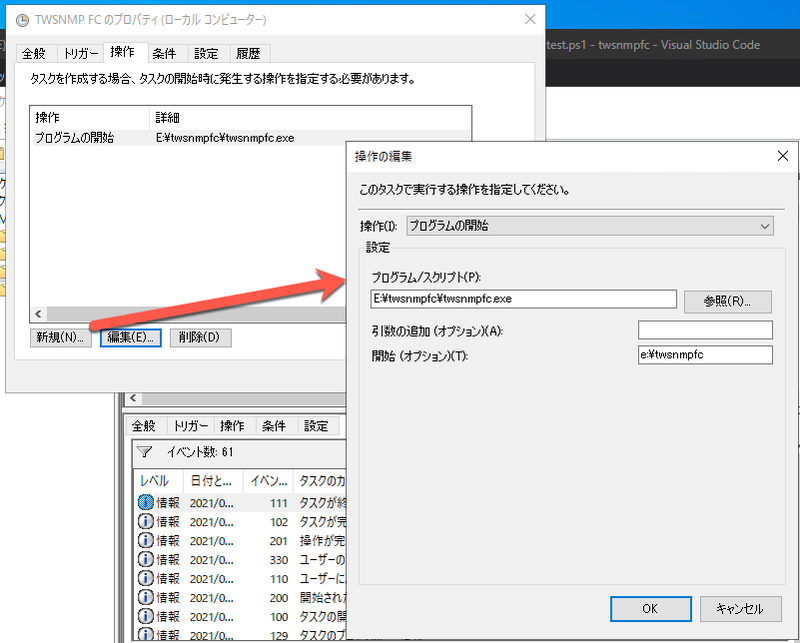 TWSNMP FC のプロパティ (ローカル コンピューター)
全般 トリガー 操作 条件 設定 履歴
タスクを作成する場合、タスクの開始時に発生する操作を指定する必要があります。
操作 詳細
プログラムの開始 E:¥twsnmpfc¥twsnmpfc.exe
新規(N)... 編集(E)... 削除(D)
test.ps1 - twsnmpfc - Visual Studio Code
操作の編集
このタスクで実行する操作を指定してください。
操作(I): プログラムの開始
設定
プログラム/スクリプト(P):
E:¥twsnmpfc¥twsnmpfc.exe 参照(R)...
引数の追加 (オプション)(A):
開始 (オプション)(T): e:¥twsnmpfc
OK キャンセル
全般 トリガー 操作 条件 設定
イベント数: 61
レベル 日付と... イベン... タスクのカ
情報 2021/0... 111 タスクが終
情報 2021/0... 102 タスクが完
情報 2021/0... 201 操作が完
情報 2021/0... 330 ユーザーの
情報 2021/0... 110 ユーザーに
情報 2021/0... 200 開始された
情報 2021/0... 100 タスクの開
情報 2021/0... 129 タスクのプ